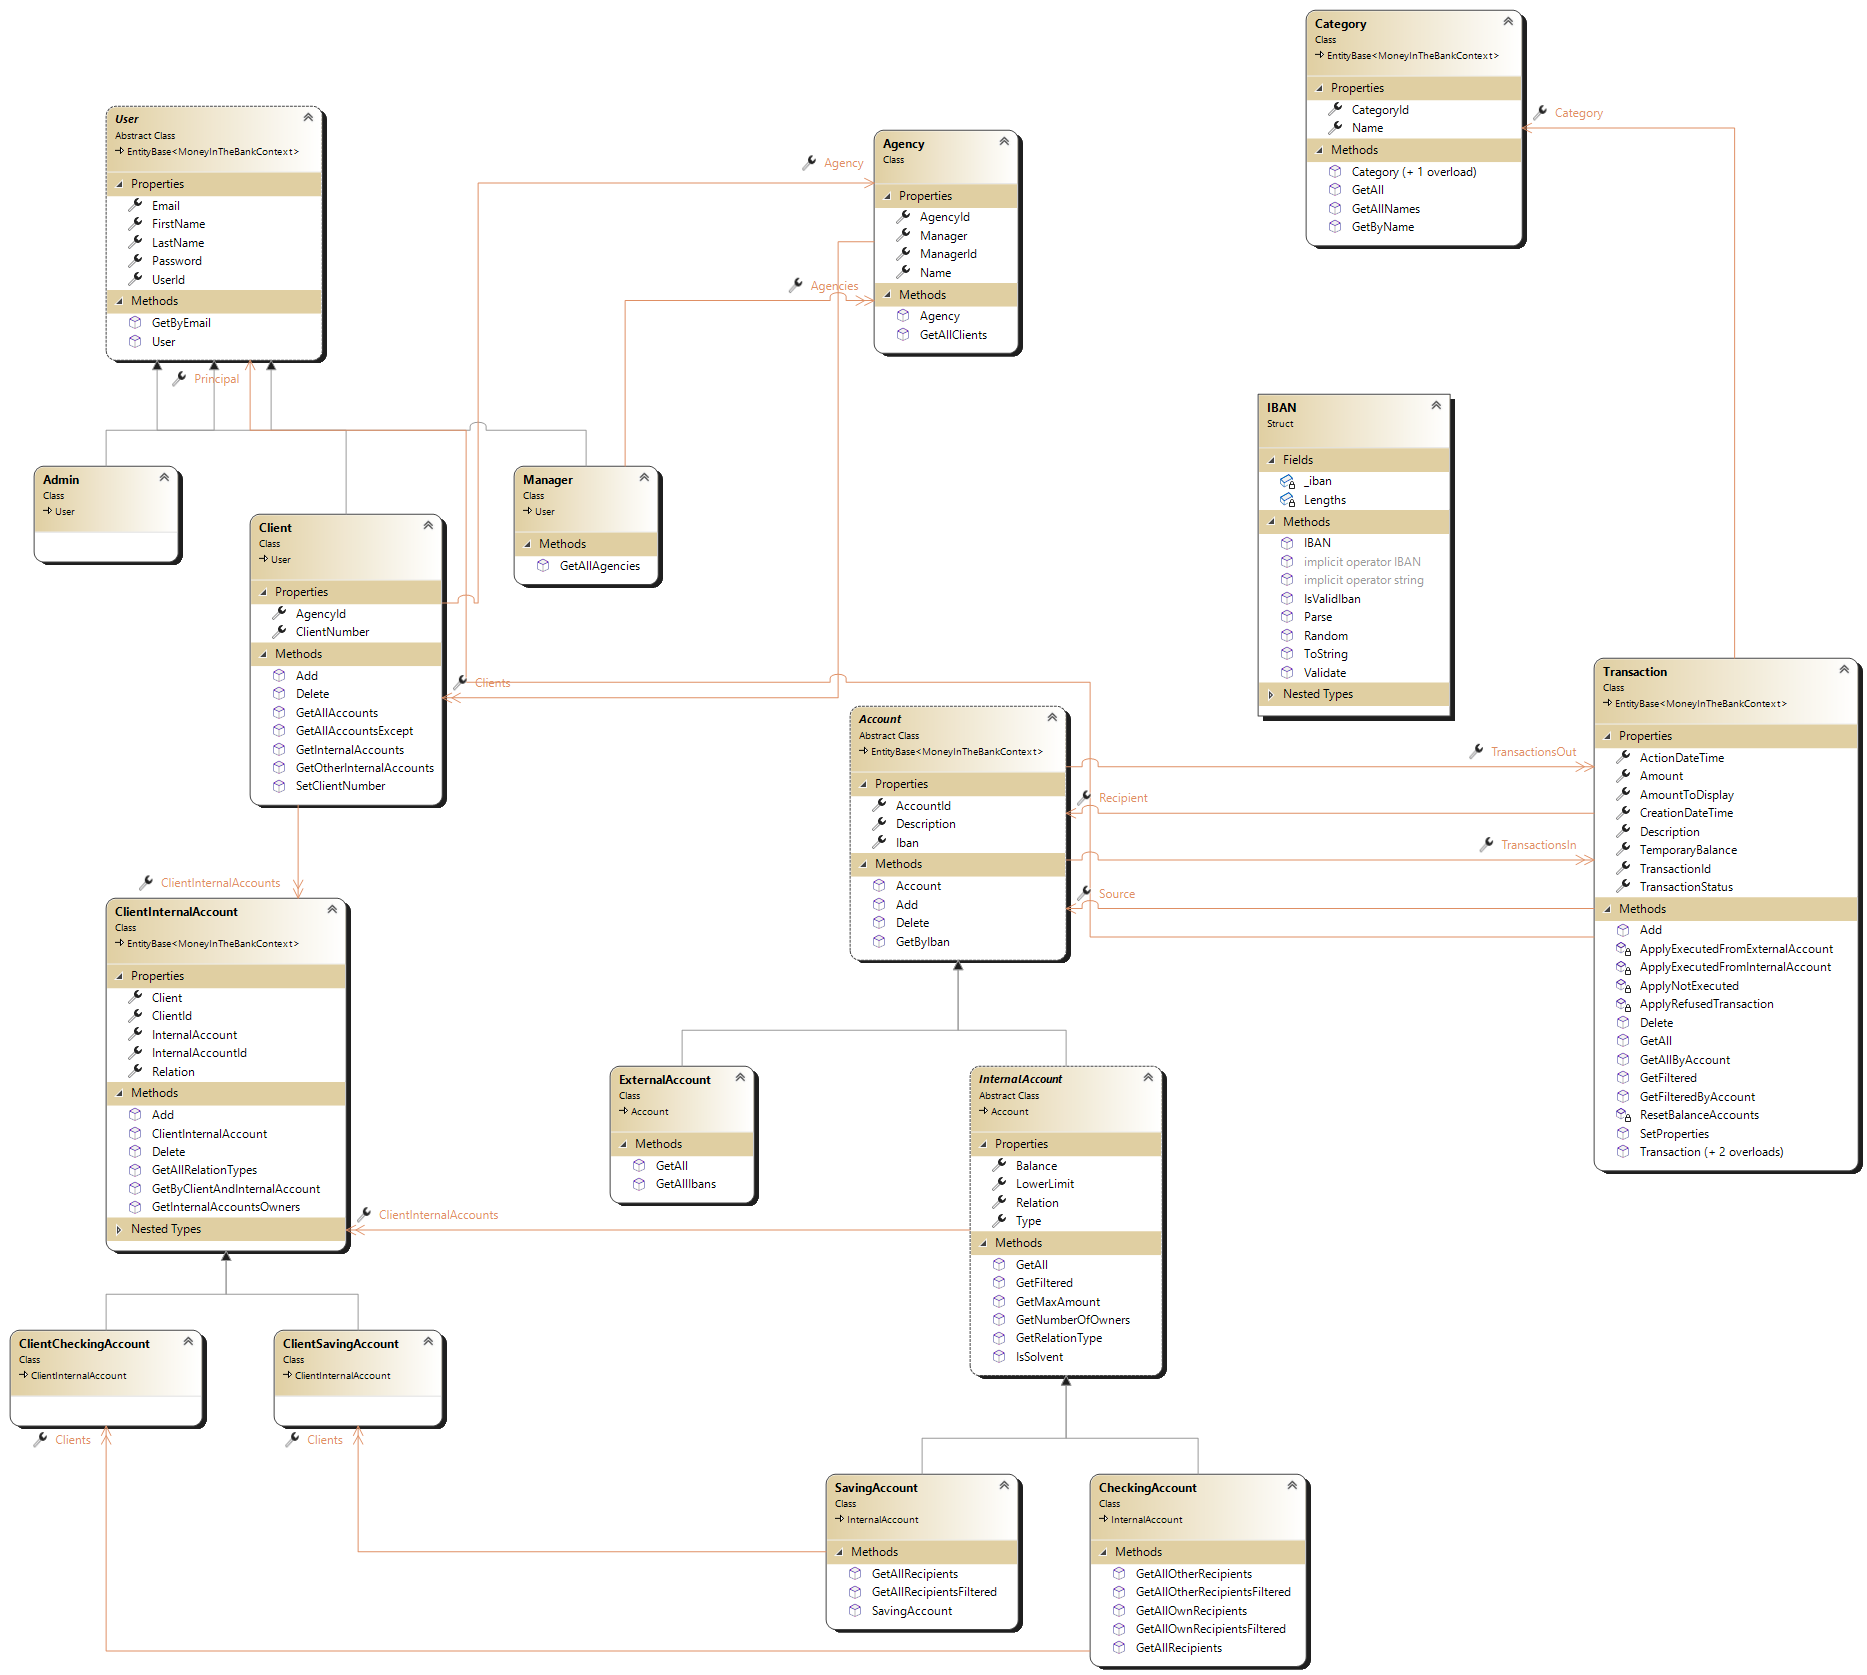 Category
Class
EntityBase<MoneyInTheBankContext>
Properties
CategoryId
Name
Methods
Category (+ 1 overload)
GetAll
GetAllNames
GetByName
Category
User
Abstract Class
EntityBase<MoneyInTheBankContext>
Properties
Email
FirstName
LastName
Password
UserId
Methods
GetByEmail
User
Principal
Agency
Agency
Class
Properties
AgencyId
Manager
ManagerId
Name
Methods
Agency
GetAllClients
Agencies
Admin
Class
User
Client
Class
User
Properties
AgencyId
ClientNumber
Methods
Add
Delete
GetAllAccounts
GetAllAccountsExcept
GetInternalAccounts
GetOtherInternalAccounts
SetClientNumber
Clients
Manager
Class
User
Methods
GetAllAgencies
IBAN
Struct
Fields
_iban
Lengths
Methods
IBAN
implicit operator IBAN
implicit operator string
IsValidIban
Parse
Random
ToString
Validate
Nested Types
Account
Abstract Class
EntityBase<MoneyInTheBankContext>
Properties
AccountId
Description
Iban
Methods
Account
Add
Delete
GetByIban
TransactionsOut
Recipient
TransactionsIn
Source
Transaction
Class
EntityBase<MoneyInTheBankContext>
Properties
ActionDateTime
Amount
AmountToDisplay
CreationDateTime
Description
TemporaryBalance
TransactionId
TransactionStatus
Methods
Add
ApplyExecutedFromExternalAccount
ApplyExecutedFromInternalAccount
ApplyNotExecuted
ApplyRefusedTransaction
Delete
GetAll
GetAllByAccount
GetFiltered
GetFilteredByAccount
ResetBalanceAccounts
SetProperties
Transaction (+ 2 overloads)
ClientInternalAccounts
ClientInternalAccount
Class
EntityBase<MoneyInTheBankContext>
Properties
Client
ClientId
InternalAccount
InternalAccountId
Relation
Methods
Add
ClientInternalAccount
Delete
GetAllRelationTypes
GetByClientAndInternalAccount
GetInternalAccountsOwners
Nested Types
ClientInternalAccounts
ExternalAccount
Class
Account
Methods
GetAll
GetAllIbans
InternalAccount
Abstract Class
Account
Properties
Balance
LowerLimit
Relation
Type
Methods
GetAll
GetFiltered
GetMaxAmount
GetNumberOfOwners
GetRelationType
IsSolvent
ClientCheckingAccount
Class
ClientInternalAccount
Clients
ClientSavingAccount
Class
ClientInternalAccount
Clients
SavingAccount
Class
InternalAccount
Methods
GetAllRecipients
GetAllRecipientsFiltered
SavingAccount
CheckingAccount
Class
InternalAccount
Methods
GetAllOtherRecipients
GetAllOtherRecipientsFiltered
GetAllOwnRecipients
GetAllOwnRecipientsFiltered
GetAllRecipients